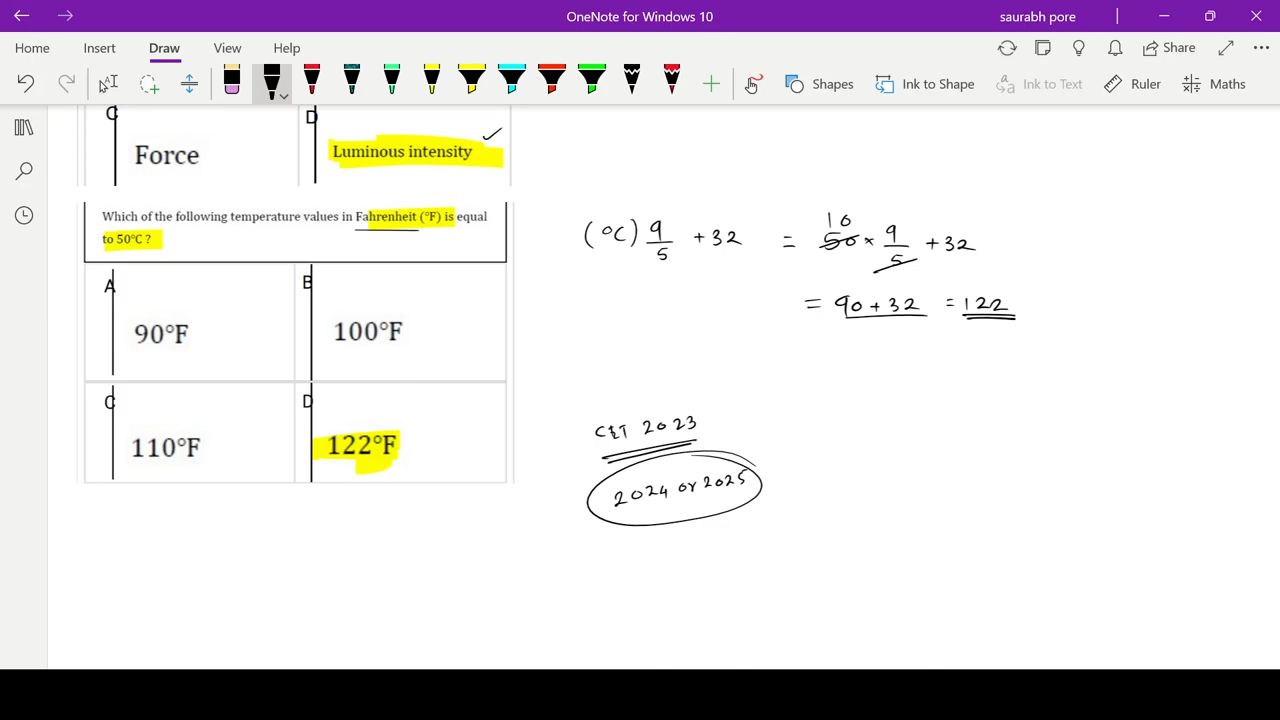 OneNote for Windows 10
saurabh pore
Home Insert Draw View Help
Share
Shapes Ink to Shape Ink to Text Ruler Maths
C D
Force Luminous intensity
Which of the following temperature values in Fahrenheit (°F) is equal
to 50°C ?
A B
90°F 100°F
C D
110°F 122°F
(°C) 9/5 + 32 = 50 10 × 9/5 + 32
= 90 + 32 = 122
CET 2023
2024 or 2025